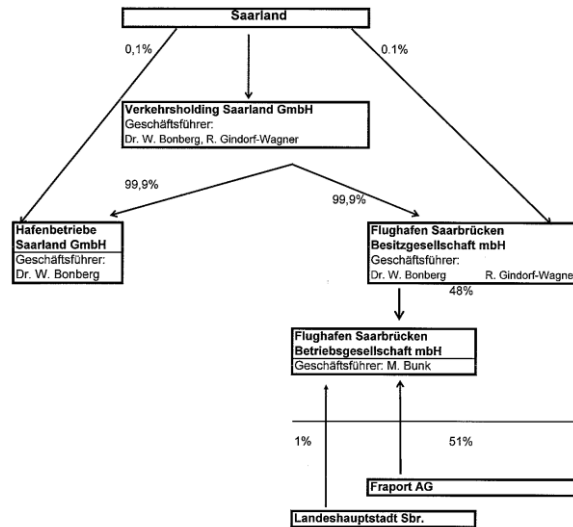 Saarland
0,1%
0.1%
Verkehrsholding Saarland GmbH
Geschäftsführer:
Dr. W. Bonberg, R. Gindorf-Wagner
99,9%
99,9%
Hafenbetriebe
Saarland GmbH
Geschäftsführer:
Dr. W. Bonberg
Flughafen Saarbrücken
Besitzgesellschaft mbH
Geschäftsführer:
Dr. W. Bonberg R. Gindorf-Wagner
48%
Flughafen Saarbrücken
Betriebsgesellschaft mbH
Geschäftsführer: M. Bunk
1%
51%
Fraport AG
Landeshauptstadt Sbr.